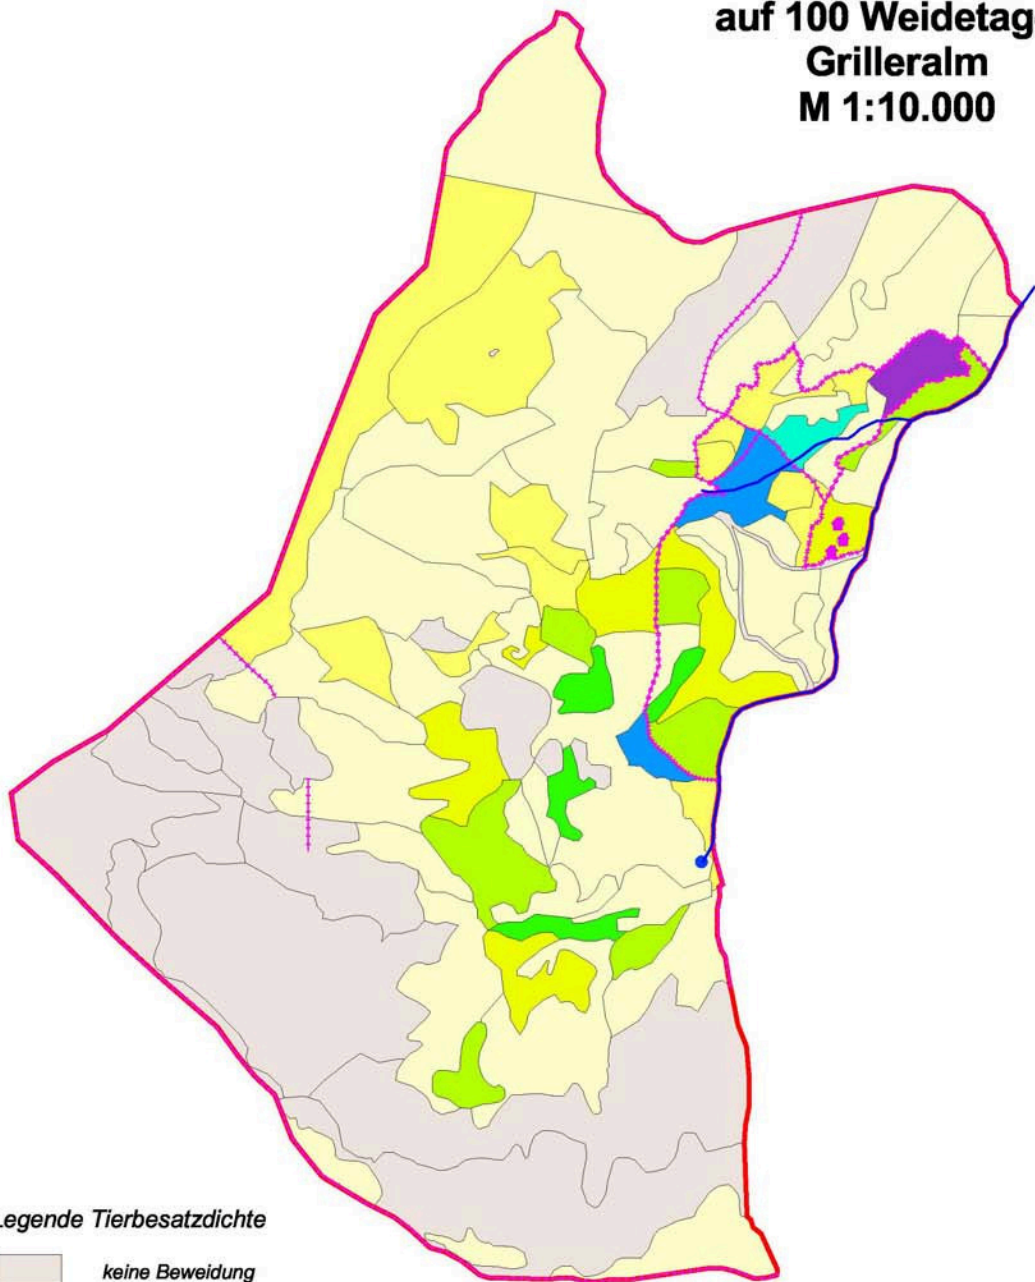 auf 100 Weidetag
Grilleralm
M 1:10.000
Legende Tierbesatzdichte
keine Beweidung